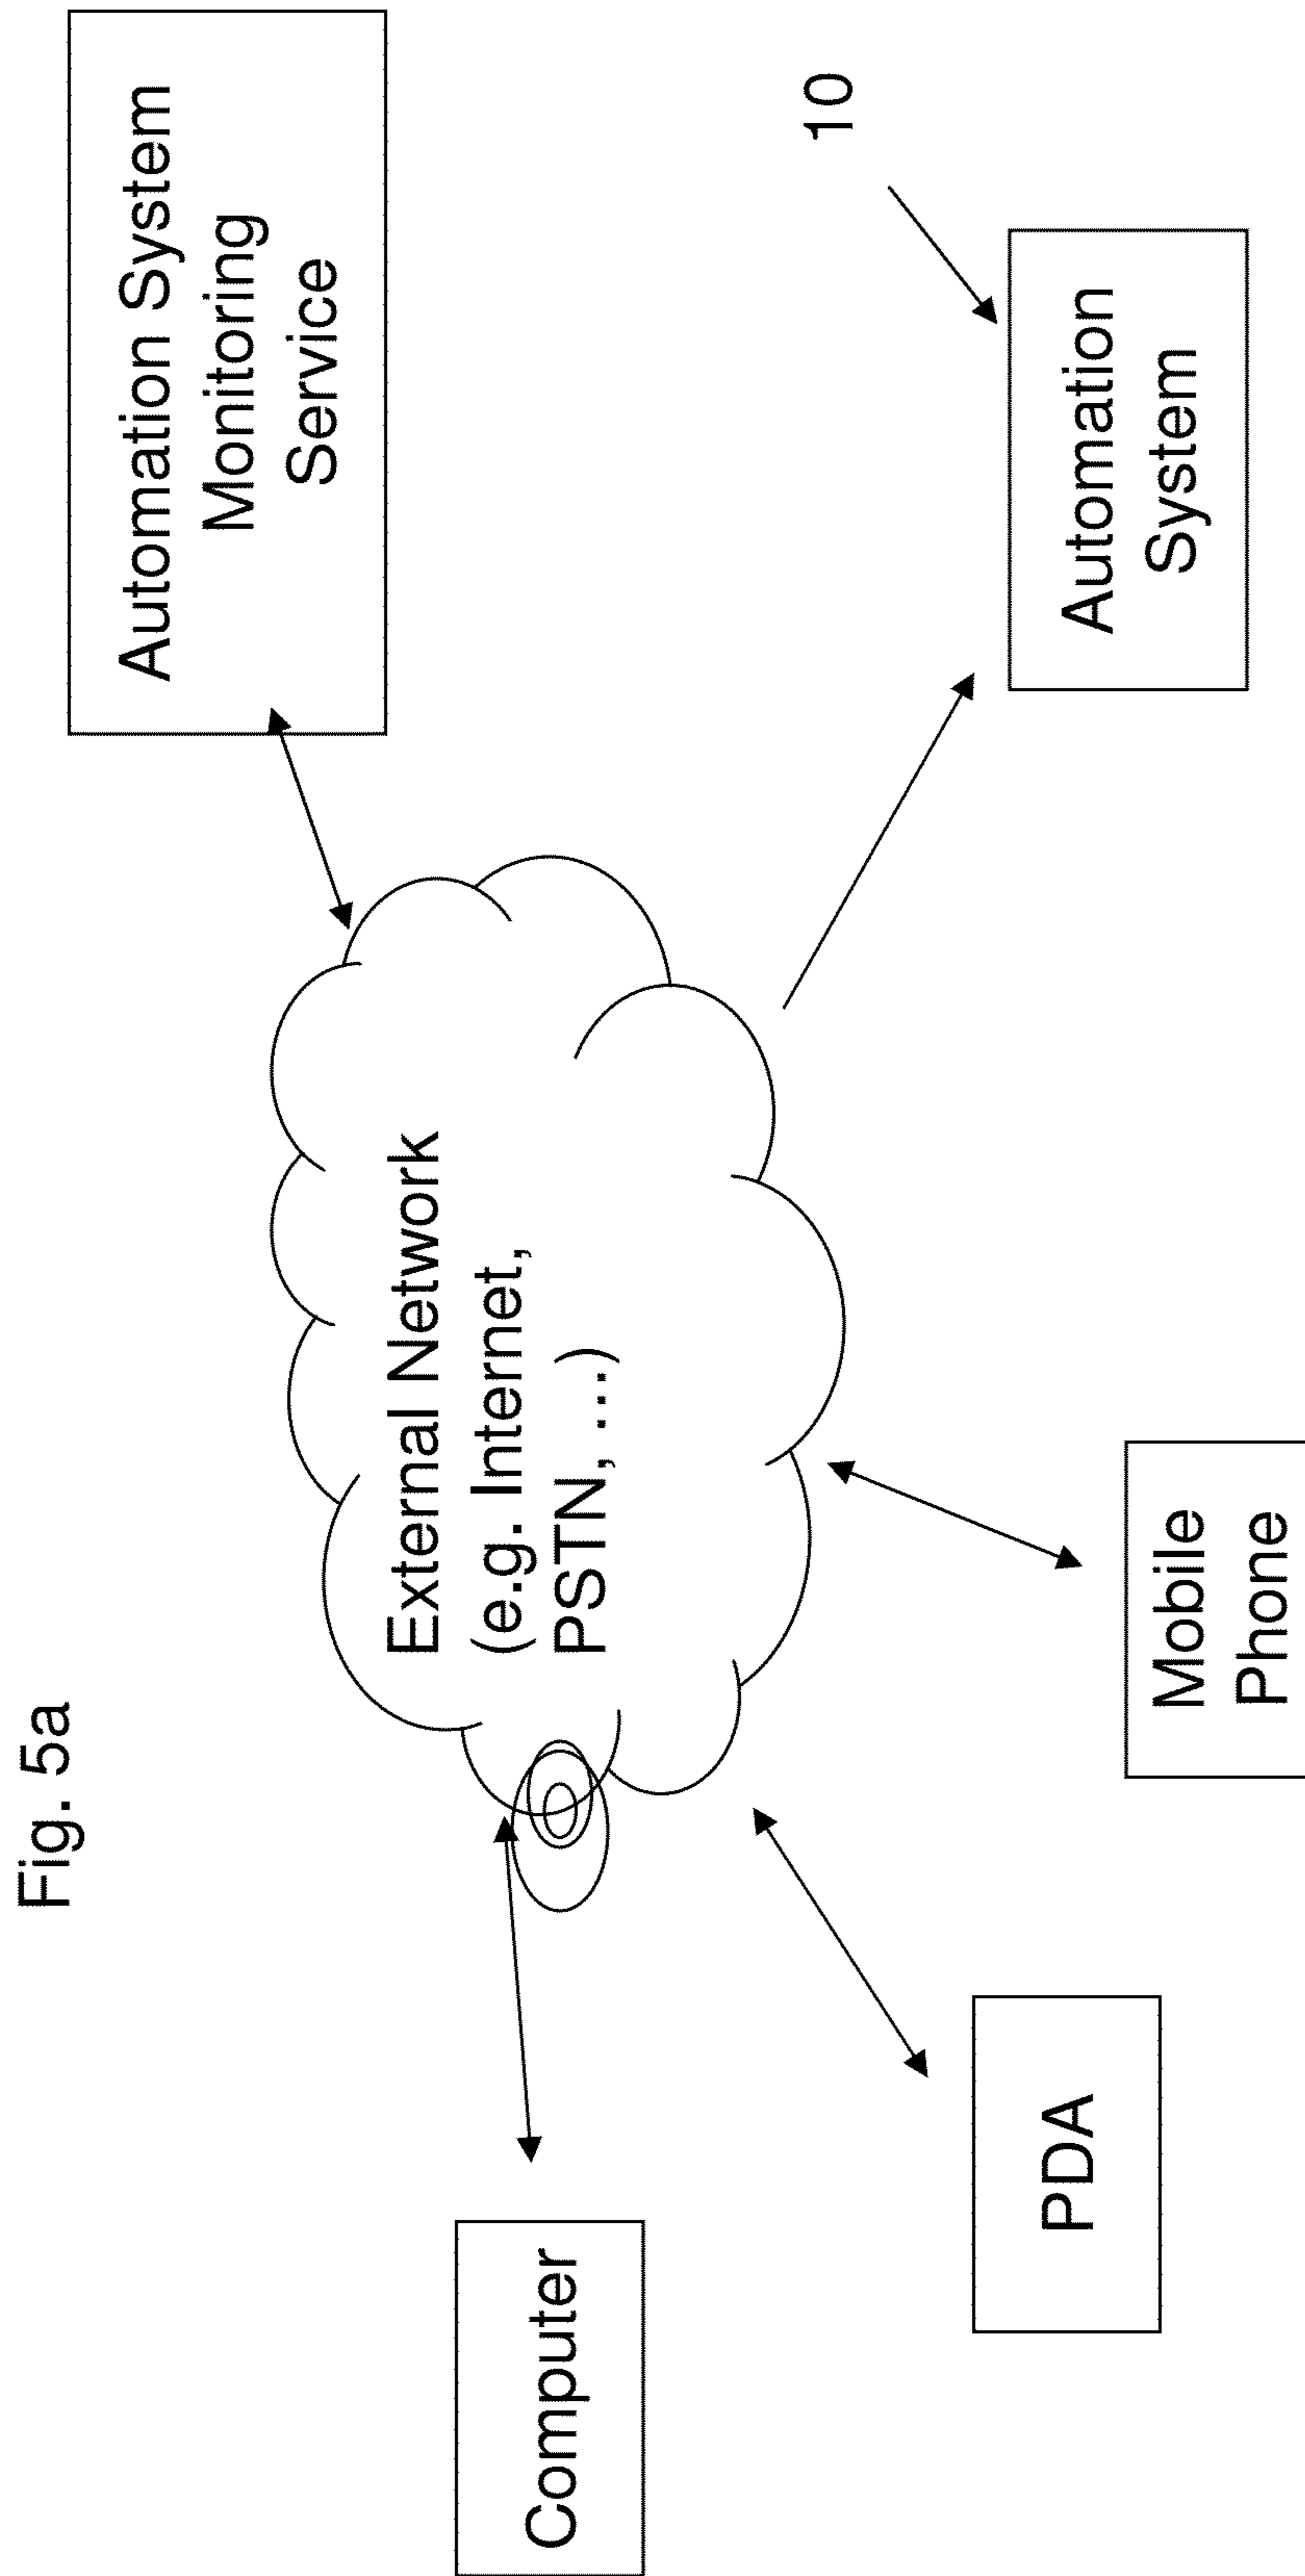 Fig. 5a
Automation System
Monitoring
Service
External Network
(e.g. Internet,
PSTN, ...)
Computer
PDA
Mobile
Phone
Automation
System
10